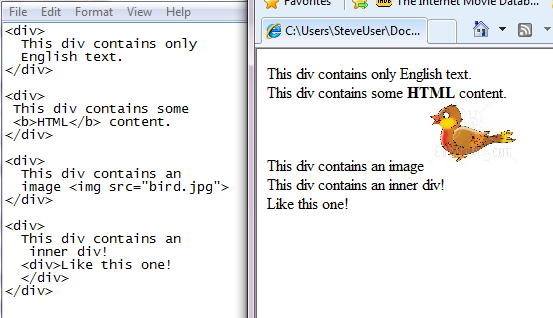 File Edit Format View Help
<div>
This div contains only
English text.
</div>
<div>
This div contains some
<b>HTML</b> content.
</div>
<div>
This div contains an
image <img src="bird.jpg">
</div>
<div>
This div contains an
inner div!
<div>Like this one!
</div>
</div>
Favorites The Internet Movie Datab...
C:\Users\SteveUser\Doc...
This div contains only English text.
This div contains some HTML content.
This div contains an image
This div contains an inner div!
Like this one!